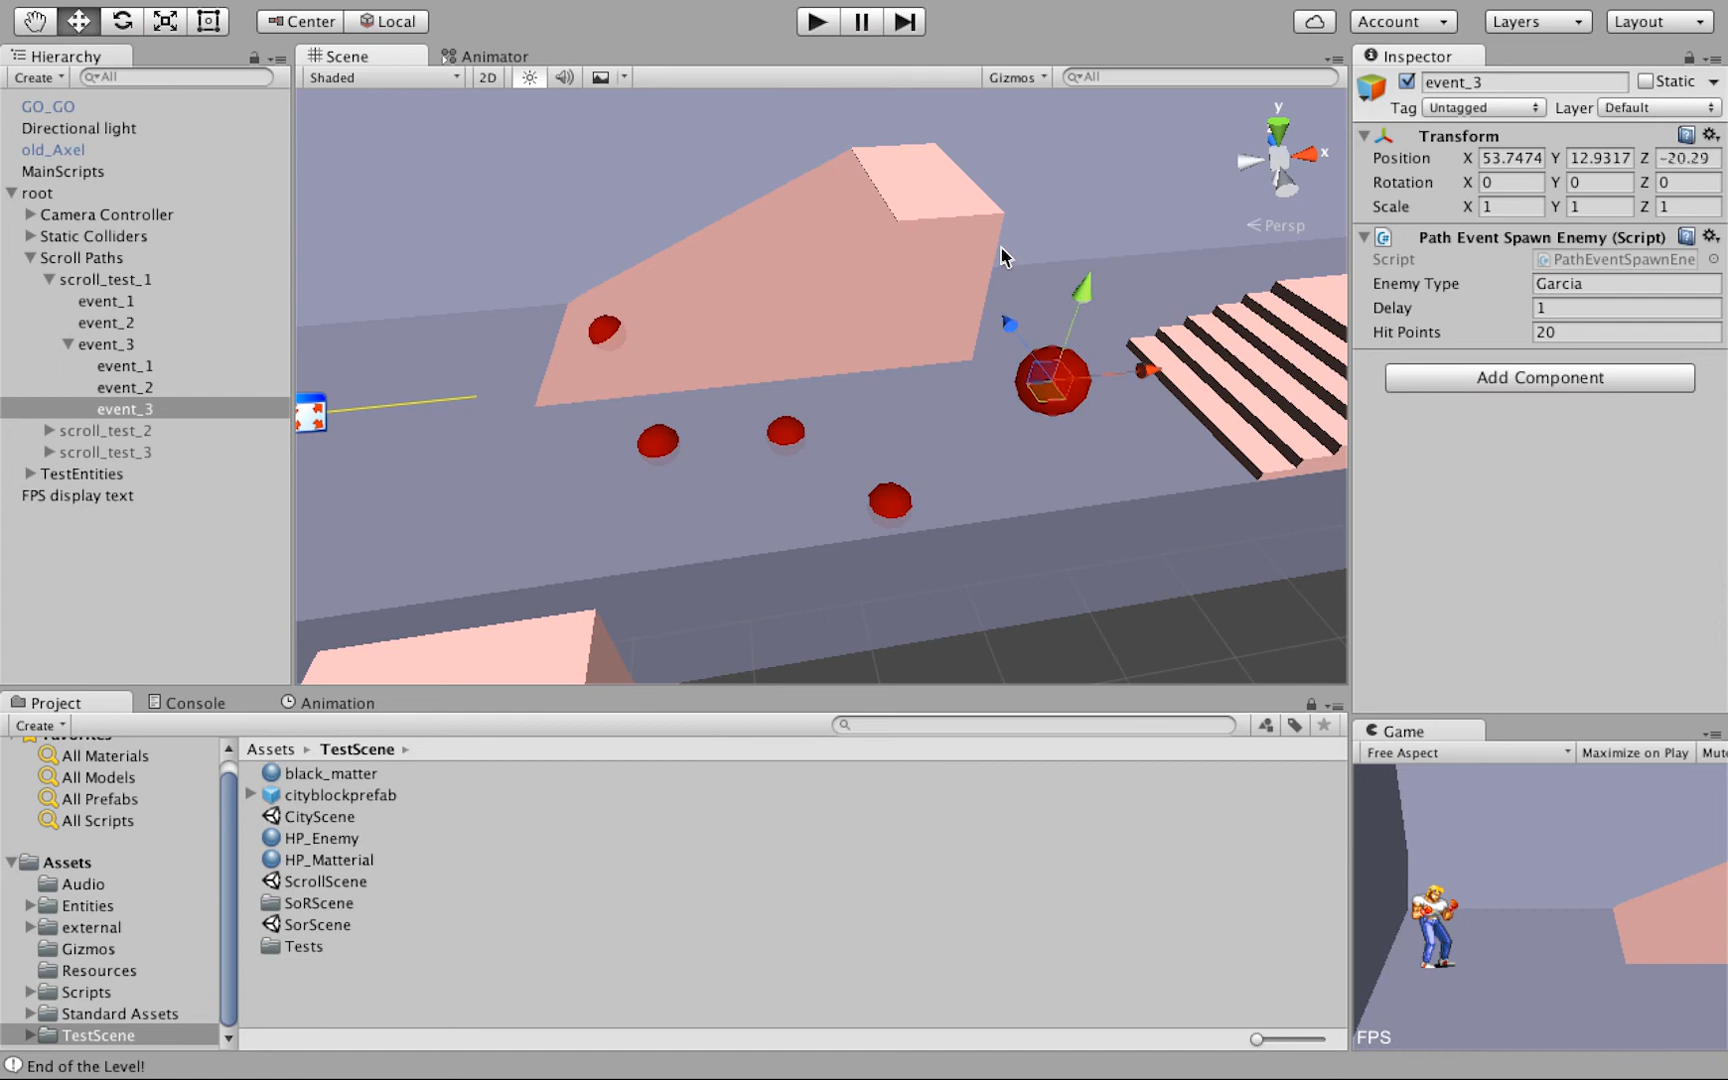 Center Local Account Layers Layout
Hierarchy Scene Animator Inspector
Create All Shaded 2D Gizmos All
event_3 Static
Tag Untagged Layer Default
GO_GO
Directional light
old_Axel
MainScripts
root
Camera Controller
Static Colliders
Scroll Paths
scroll_test_1
event_1
event_2
event_3
event_1
event_2
event_3
scroll_test_2
scroll_test_3
TestEntities
FPS display text
y
x
Persp
Transform
Position X 53.7474 Y 12.9317 Z -20.29
Rotation X 0 Y 0 Z 0
Scale X 1 Y 1 Z 1
Path Event Spawn Enemy (Script)
Script PathEventSpawnEne
Enemy Type Garcia
Delay 1
Hit Points 20
Add Component
Project Console Animation
Create
Favorites
All Materials
All Models
All Prefabs
All Scripts
Assets
Audio
Entities
external
Gizmos
Resources
Scripts
Standard Assets
TestScene
Assets TestScene
black_matter
cityblockprefab
CityScene
HP_Enemy
HP_Matterial
ScrollScene
SoRScene
SorScene
Tests
Game
Free Aspect Maximize on Play Mut
FPS
End of the Level!